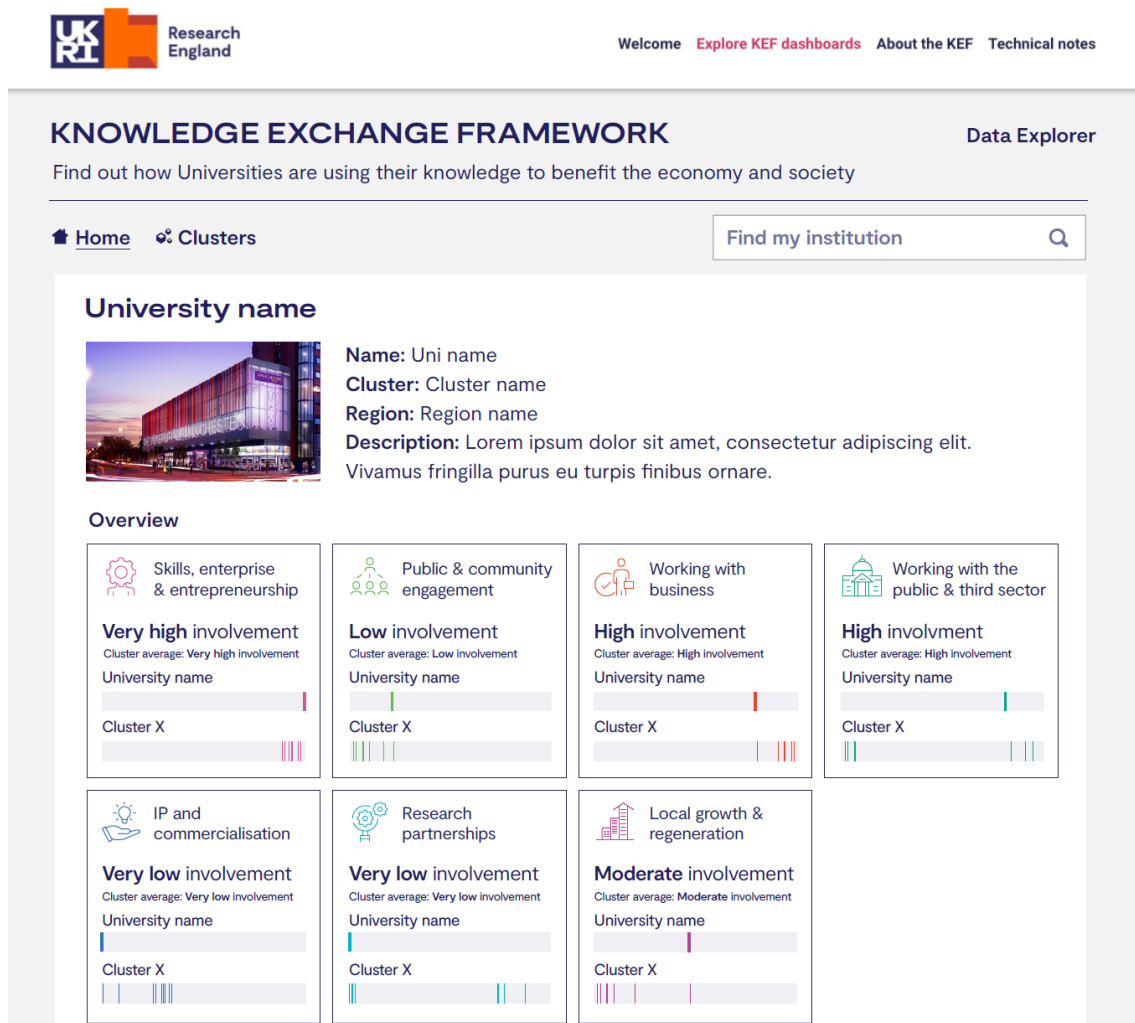 UK
RI
Research
England
Welcome Explore KEF dashboards About the KEF Technical notes
KNOWLEDGE EXCHANGE FRAMEWORK
Data Explorer
Find out how Universities are using their knowledge to benefit the economy and society
Home Clusters
Find my institution
University name
Name: Uni name
Cluster: Cluster name
Region: Region name
Description: Lorem ipsum dolor sit amet, consectetur adipiscing elit.
Vivamus fringilla purus eu turpis finibus ornare.
Overview
Skills, enterprise
& entrepreneurship
Very high involvement
Cluster average: Very high involvement
University name
Cluster X
Public & community
engagement
Low involvement
Cluster average: Low involvement
University name
Cluster X
Working with
business
High involvement
Cluster average: High involvement
University name
Cluster X
Working with the
public & third sector
High involvment
Cluster average: High involvement
University name
Cluster X
IP and
commercialisation
Very low involvement
Cluster average: Very low involvement
University name
Cluster X
Research
partnerships
Very low involvement
Cluster average: Very low involvement
University name
Cluster X
Local growth &
regeneration
Moderate involvement
Cluster average: Moderate involvement
University name
Cluster X